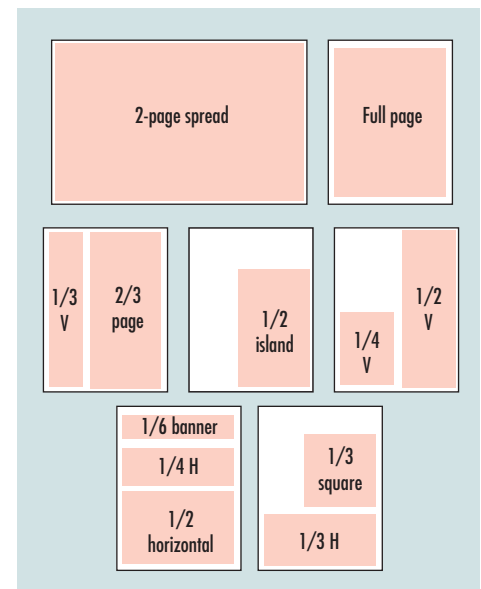 2-page spread
Full page
1/3
V
2/3
page
1/2
island
1/4
V
1/2
V
1/6 banner
1/4 H
1/2
horizontal
1/3
square
1/3 H